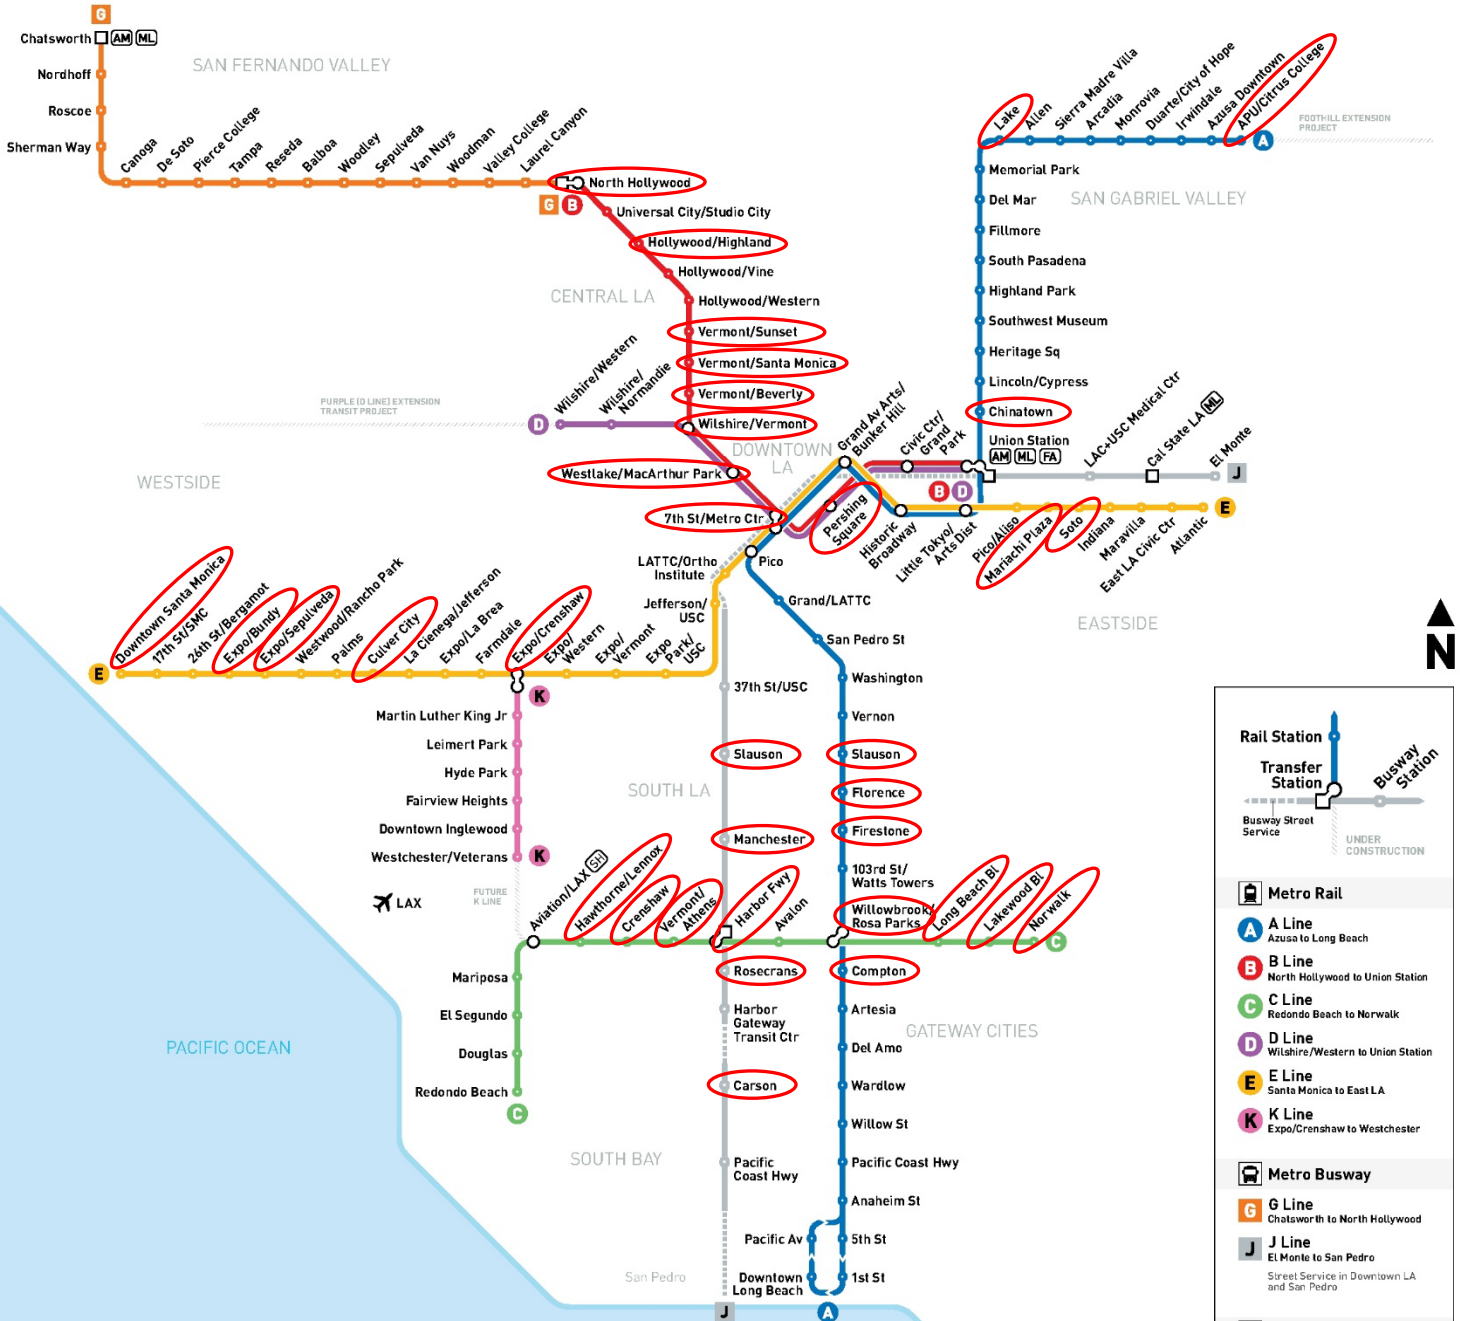 G
Chatsworth
AM
ML
Nordhoff
Roscoe
Sherman Way
SAN FERNANDO VALLEY
Canoga
De Soto
Pierce College
Tampa
Reseda
Balboa
Woodley
Sepulveda
Van Nuys
Woodman
Valley College
Laurel Canyon
North Hollywood
G
B
Universal City/Studio City
Hollywood/Highland
Hollywood/Vine
CENTRAL LA
Hollywood/Western
Vermont/Sunset
Vermont/Santa Monica
Vermont/Beverly
Wilshire/Vermont
Wilshire/Western
Wilshire/
Normandie
PURPLE (D LINE) EXTENSION
TRANSIT PROJECT
D
WESTSIDE
Westlake/MacArthur Park
DOWNTOWN
LA
7th St/Metro Ctr
Pershing
Square
Grand Av Arts/
Bunker Hill
Civic Ctr/
Grand
Park
B
D
Historic
Broadway
Little Tokyo/
Arts Dist
Lake
Allen
Sierra Madre Villa
Arcadia
Monrovia
Duarte/City of Hope
Irwindale
Azusa Downtown
APU/Citrus College
A
FOOTHILL EXTENSION
PROJECT
Memorial Park
Del Mar
SAN GABRIEL VALLEY
Fillmore
South Pasadena
Highland Park
Southwest Museum
Heritage Sq
Lincoln/Cypress
Chinatown
Union Station
AM
ML
FA
LAC+USC Medical Ctr
Cal State LA
ML
El Monte
J
Pico/Aliso
Mariachi Plaza
Soto
Indiana
Maravilla
East LA Civic Ctr
Atlantic
E
EASTSIDE
N
LATTC/Ortho
Institute
Pico
Jefferson/
USC
Grand/LATTC
San Pedro St
E
Downtown Santa Monica
17th St/SMC
26th St/Bergamot
Expo/Bundy
Expo/Sepulveda
Westwood/Rancho Park
Palms
Culver City
La Cienega/Jefferson
Expo/La Brea
Farmdale
Expo/Crenshaw
Expo/
Western
Expo/
Vermont
Expo
Park/
USC
K
Martin Luther King Jr
Leimert Park
Hyde Park
Fairview Heights
Downtown Inglewood
Westchester/Veterans
K
37th St/USC
Washington
Vernon
Slauson
Slauson
SOUTH LA
Florence
Manchester
Firestone
103rd St/
Watts Towers
LAX
FUTURE
K LINE
Aviation/LAX
SH
Hawthorne/Lennox
Crenshaw
Vermont/
Athens
Harbor Fwy
Avalon
Willowbrook/
Rosa Parks
Long Beach Bl
Lakewood Bl
Norwalk
C
Mariposa
El Segundo
Douglas
Redondo Beach
C
Rosecrans
Compton
Harbor
Gateway
Transit Ctr
Artesia
GATEWAY CITIES
Del Amo
Carson
Wardlow
Willow St
SOUTH BAY
Pacific
Coast Hwy
Pacific Coast Hwy
Anaheim St
Pacific Av
5th St
San Pedro
Downtown
Long Beach
1st St
J
A
PACIFIC OCEAN
Rail Station
Transfer
Station
Busway
Station
Busway Street
Service
UNDER
CONSTRUCTION
Metro Rail
A
A Line
Azusa to Long Beach
B
B Line
North Hollywood to Union Station
C
C Line
Redondo Beach to Norwalk
D
D Line
Wilshire/Western to Union Station
E
E Line
Santa Monica to East LA
K
K Line
Expo/Crenshaw to Westchester
Metro Busway
G
G Line
Chatsworth to North Hollywood
J
J Line
El Monte to San Pedro
Street Service in Downtown LA
and San Pedro